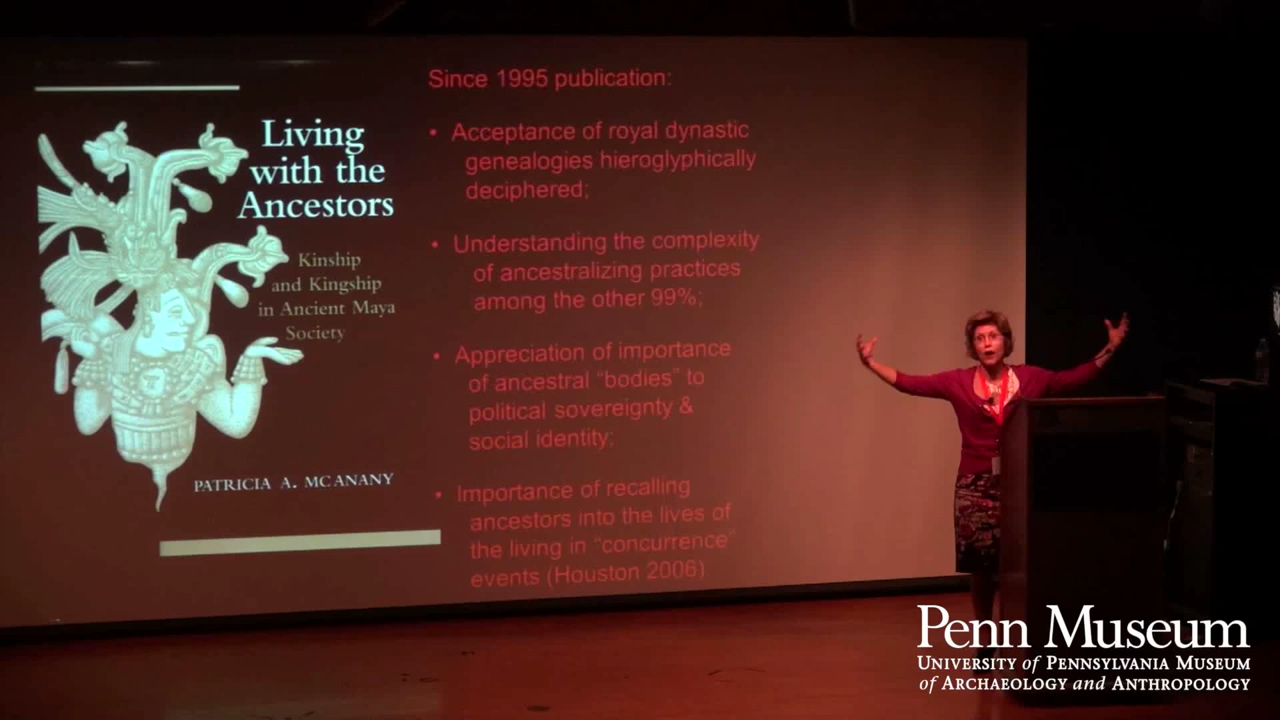 Living
with the
Ancestors
Kinship
and Kingship
in Ancient Maya
Society
PATRICIA A. MCANANY
Since 1995 publication:
• Acceptance of royal dynastic
genealogies hieroglyphically
deciphered;
• Understanding the complexity
of ancestralizing practices
among the other 99%;
• Appreciation of importance
of ancestral “bodies” to
political sovereignty &
social identity;
• Importance of recalling
ancestors into the lives of
the living in “concurrence”
events (Houston 2006)
Penn Museum
UNIVERSITY of PENNSYLVANIA MUSEUM
of ARCHAEOLOGY and ANTHROPOLOGY